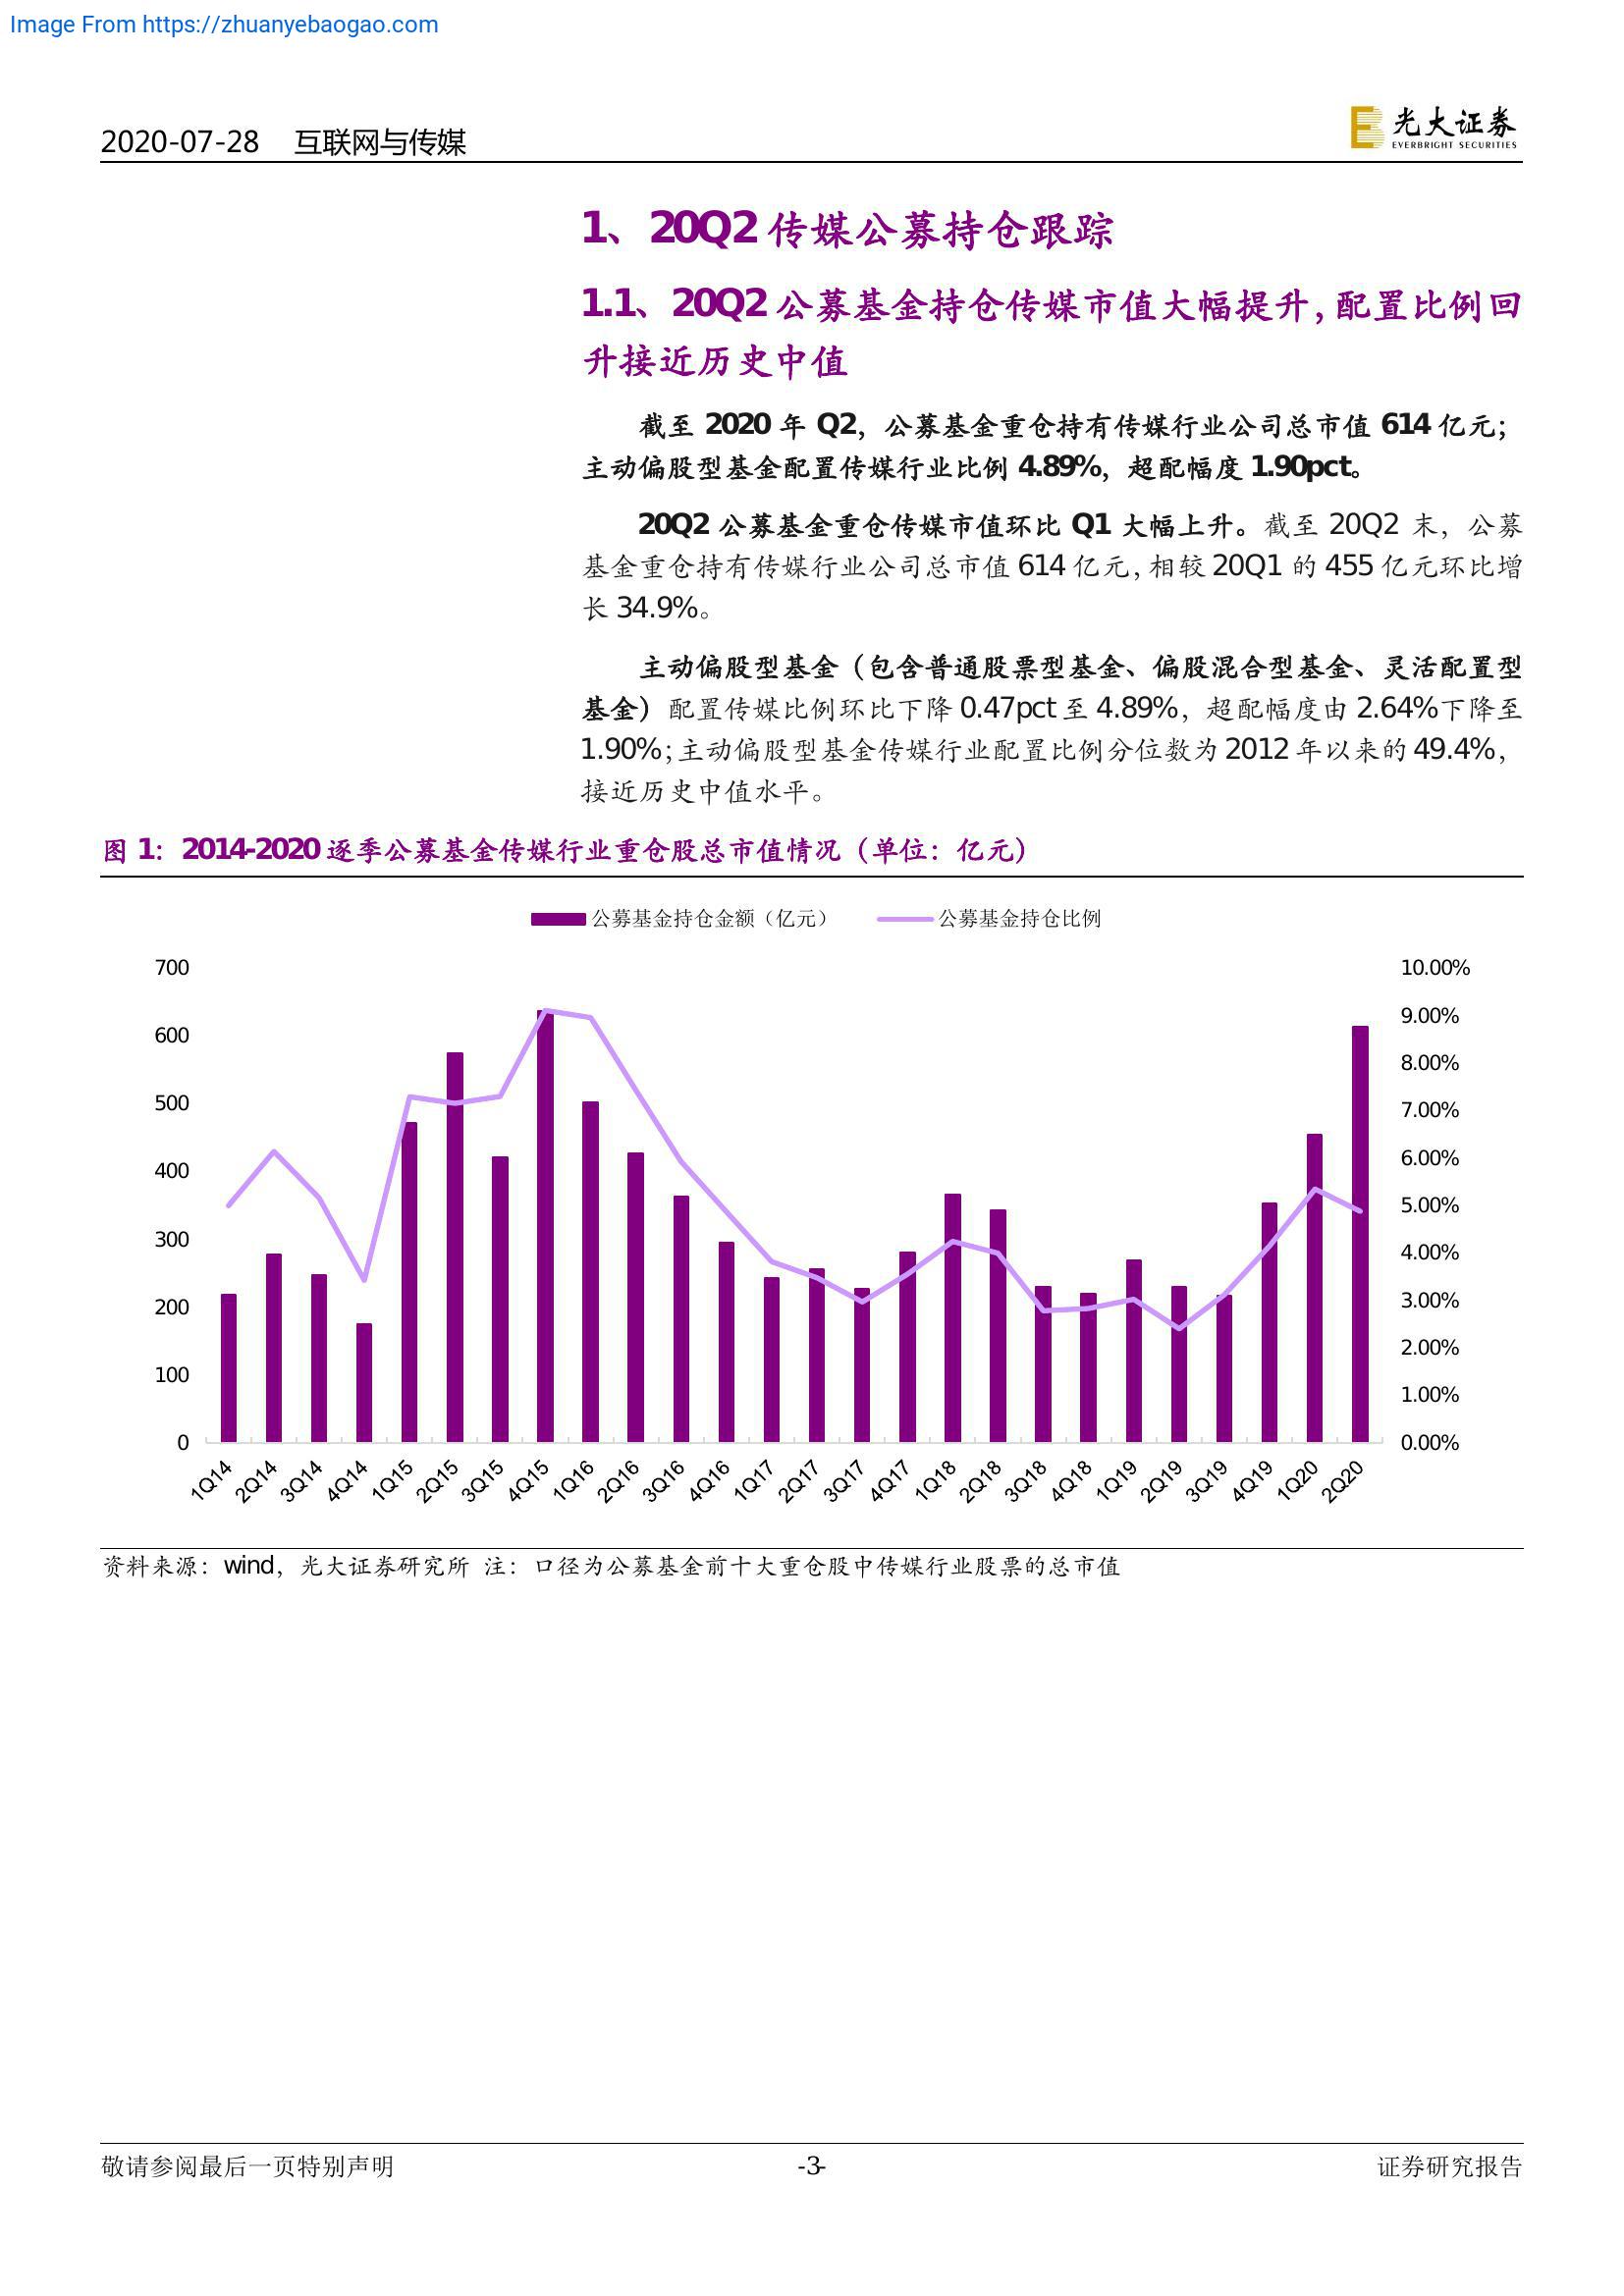 Image From https://zhuanyebaogao.com
2020-07-28 互联网与传媒
光大证券
EVERBRIGHT SECURITIES
1、20Q2 传媒公募持仓跟踪
1.1、20Q2 公募基金持仓传媒市值大幅提升，配置比例回
升接近历史中值
截至 2020 年 Q2，公募基金重仓持有传媒行业公司总市值 614 亿元；
主动偏股型基金配置传媒行业比例 4.89%，超配幅度 1.90pct。
20Q2 公募基金重仓传媒市值环比 Q1 大幅上升。截至 20Q2 末，公募
基金重仓持有传媒行业公司总市值 614 亿元，相较 20Q1 的 455 亿元环比增
长 34.9%。
主动偏股型基金（包含普通股票型基金、偏股混合型基金、灵活配置型
基金）配置传媒比例环比下降 0.47pct 至 4.89%，超配幅度由 2.64%下降至
1.90%；主动偏股型基金传媒行业配置比例分位数为 2012 年以来的 49.4%，
接近历史中值水平。
图 1：2014-2020 逐季公募基金传媒行业重仓股总市值情况（单位：亿元）
公募基金持仓金额（亿元） 公募基金持仓比例
700 10.00%
9.00%
600
8.00%
500 7.00%
400 6.00%
5.00%
300 4.00%
200 3.00%
2.00%
100 1.00%
0 0.00%
1Q14 2Q14 3Q14 4Q14 1Q15 2Q15 3Q15 4Q15 1Q16 2Q16 3Q16 4Q16 1Q17 2Q17 3Q17 4Q17 1Q18 2Q18 3Q18 4Q18 1Q19 2Q19 3Q19 4Q19 1Q20 2Q20
资料来源：wind，光大证券研究所 注：口径为公募基金前十大重仓股中传媒行业股票的总市值
敬请参阅最后一页特别声明 -3- 证券研究报告